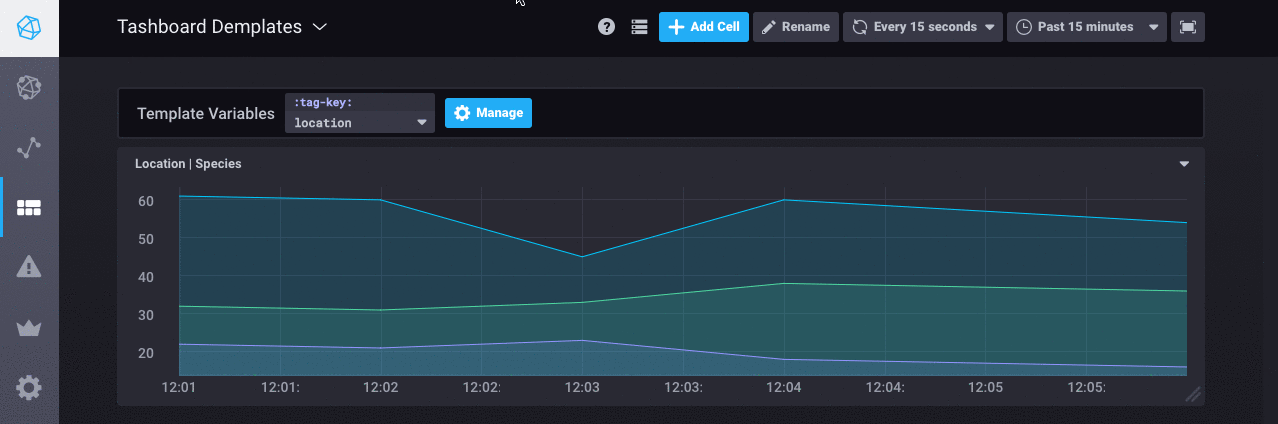 Tashboard Demplates
? Add Cell Rename Every 15 seconds Past 15 minutes
Template Variables
:tag-key:
location
Manage
Location | Species
60
50
40
30
20
12:01 12:01: 12:02 12:02: 12:03 12:03: 12:04 12:04: 12:05 12:05: